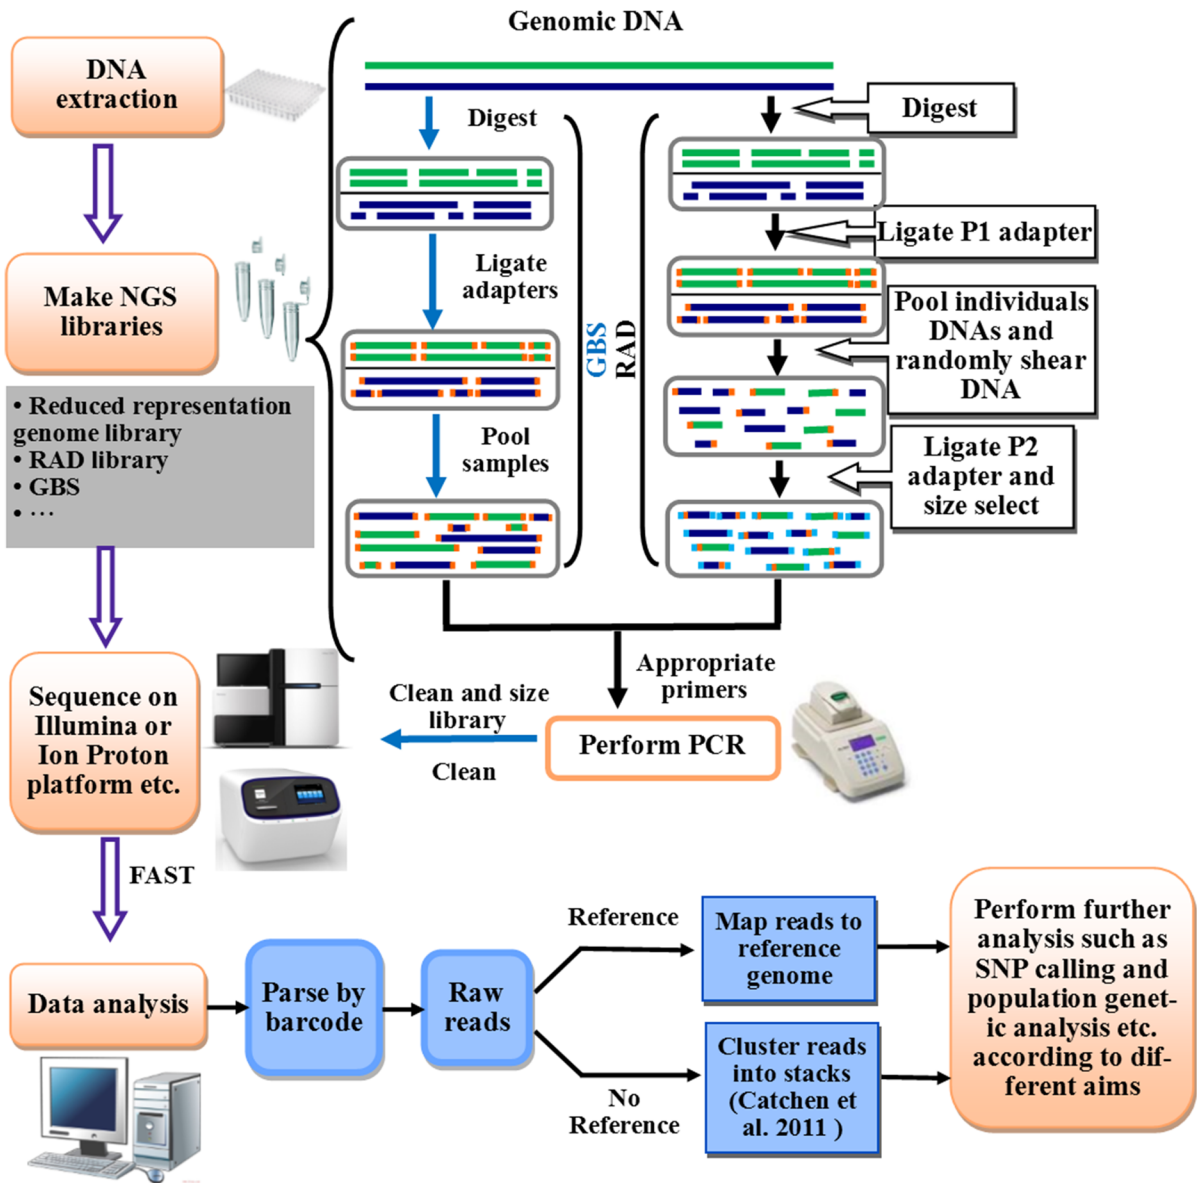 Genomic DNA
DNA
extraction
Make NGS
libraries
• Reduced representation
genome library
• RAD library
• GBS
• ···
Digest
Ligate
adapters
Pool
samples
GBS
RAD
Digest
Ligate P1 adapter
Pool individuals
DNAs and
randomly shear
DNA
Ligate P2
adapter and
size select
Appropriate
primers
Perform PCR
Clean and size
library
Clean
Sequence on
Illumina or
Ion Proton
platform etc.
FAST
Data analysis
Parse by
barcode
Raw
reads
Reference
No
Reference
Map reads to
reference
genome
Cluster reads
into stacks
(Catchen et
al. 2011 )
Perform further
analysis such as
SNP calling and
population genet-
ic analysis etc.
according to dif-
ferent aims